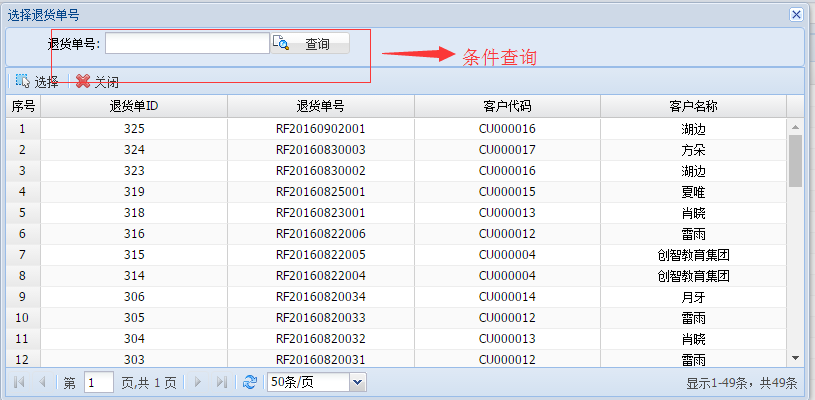 选择退货单号
退货单号: 查询
条件查询
选择 关闭
序号 退货单ID 退货单号 客户代码 客户名称
1 325 RF20160902001 CU000016 湖边
2 324 RF20160830003 CU000017 方朵
3 323 RF20160830002 CU000016 湖边
4 319 RF20160825001 CU000015 夏唯
5 318 RF20160823001 CU000013 肖晓
6 316 RF20160822006 CU000012 雷雨
7 315 RF20160822005 CU000004 创智教育集团
8 314 RF20160822004 CU000004 创智教育集团
9 306 RF20160820034 CU000014 月牙
10 305 RF20160820033 CU000012 雷雨
11 304 RF20160820032 CU000013 肖晓
12 303 RF20160820031 CU000012 雷雨
第 1 页,共 1 页 50条/页 显示1-49条，共49条